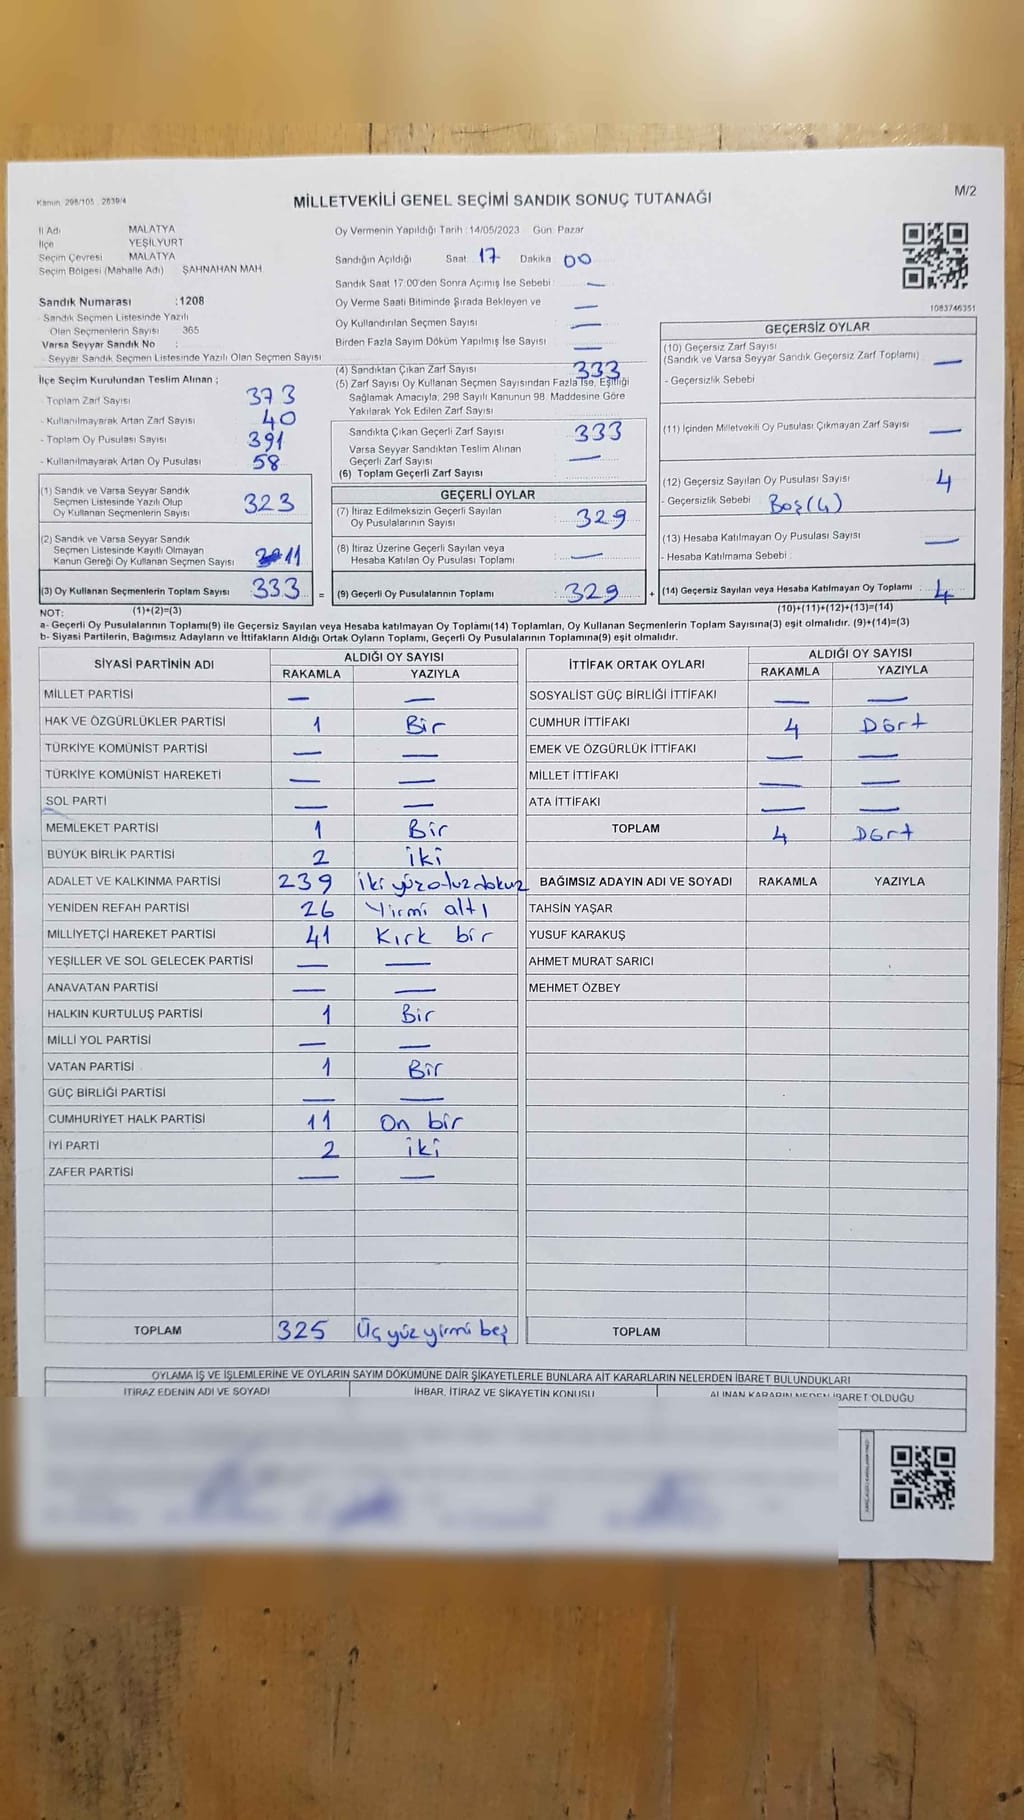 Kanun: 298/105 , 2839/4
MİLLETVEKİLİ GENEL SEÇİMİ SANDIK SONUÇ TUTANAĞI
M/2
İl Adı MALATYA
İlçe YEŞİLYURT
Seçim Çevresi MALATYA
Seçim Bölgesi (Mahalle Adı) ŞAHNAHAN MAH.
Sandık Numarası :1208
- Sandık Seçmen Listesinde Yazılı
Olan Seçmenlerin Sayısı 365
Varsa Seyyar Sandık No :
- Seyyar Sandık Seçmen Listesinde Yazılı Olan Seçmen Sayısı:
Oy Vermenin Yapıldığı Tarih :14/05/2023 Gün: Pazar
Sandığın Açıldığı Saat 17 Dakika 00
Sandık Saat 17:00'den Sonra Açılmış İse Sebebi : —
Oy Verme Saati Bitiminde Sırada Bekleyen ve —
Oy Kullandırılan Seçmen Sayısı —
Birden Fazla Sayım Döküm Yapılmış İse Sayısı —
1083746351
İlçe Seçim Kurulundan Teslim Alınan ;
- Toplam Zarf Sayısı 373
- Kullanılmayarak Artan Zarf Sayısı 40
- Toplam Oy Pusulası Sayısı 391
- Kullanılmayarak Artan Oy Pusulası 58
(1) Sandık ve Varsa Seyyar Sandık
Seçmen Listesinde Yazılı Olup
Oy Kullanan Seçmenlerin Sayısı 323
(2) Sandık ve Varsa Seyyar Sandık
Seçmen Listesinde Kayıtlı Olmayan
Kanun Gereği Oy Kullanan Seçmen Sayısı 11
(3) Oy Kullanan Seçmenlerin Toplam Sayısı : 333 =
(1)+(2)=(3)
(4) Sandıktan Çıkan Zarf Sayısı 333
(5) Zarf Sayısı Oy Kullanan Seçmen Sayısından Fazla İse, Eşitliği
Sağlamak Amacıyla, 298 Sayılı Kanunun 98. Maddesine Göre
Yakılarak Yok Edilen Zarf Sayısı
Sandıkta Çıkan Geçerli Zarf Sayısı 333
Varsa Seyyar Sandıktan Teslim Alınan
Geçerli Zarf Sayısı —
(6) Toplam Geçerli Zarf Sayısı
GEÇERLİ OYLAR
(7) İtiraz Edilmeksizin Geçerli Sayılan
Oy Pusulalarının Sayısı : 329
(8) İtiraz Üzerine Geçerli Sayılan veya
Hesaba Katılan Oy Pusulası Toplamı : —
(9) Geçerli Oy Pusulalarının Toplamı : 329 +
GEÇERSİZ OYLAR
(10) Geçersiz Zarf Sayısı
(Sandık ve Varsa Seyyar Sandık Geçersiz Zarf Toplamı) —
- Geçersizlik Sebebi
(11) İçinden Milletvekili Oy Pusulası Çıkmayan Zarf Sayısı —
(12) Geçersiz Sayılan Oy Pusulası Sayısı 4
- Geçersizlik Sebebi Boş (4)
(13) Hesaba Katılmayan Oy Pusulası Sayısı —
- Hesaba Katılmama Sebebi :
(14) Geçersiz Sayılan veya Hesaba Katılmayan Oy Toplamı : 4
(10)+(11)+(12)+(13)=(14)
NOT:
a- Geçerli Oy Pusulalarının Toplamı(9) ile Geçersiz Sayılan veya Hesaba katılmayan Oy Toplamı(14) Toplamları, Oy Kullanan Seçmenlerin Toplam Sayısına(3) eşit olmalıdır. (9)+(14)=(3)
b- Siyasi Partilerin, Bağımsız Adayların ve İttifakların Aldığı Ortak Oyların Toplamı, Geçerli Oy Pusulalarının Toplamına(9) eşit olmalıdır.
SİYASİ PARTİNİN ADI ALDIĞI OY SAYISI
RAKAMLA YAZIYLA
MİLLET PARTİSİ — —
HAK VE ÖZGÜRLÜKLER PARTİSİ 1 Bir
TÜRKİYE KOMÜNİST PARTİSİ — —
TÜRKİYE KOMÜNİST HAREKETİ — —
SOL PARTİ — —
MEMLEKET PARTİSİ 1 Bir
BÜYÜK BİRLİK PARTİSİ 2 iki
ADALET VE KALKINMA PARTİSİ 239 iki yüz otuz dokuz
YENİDEN REFAH PARTİSİ 26 Yirmi altı
MİLLİYETÇİ HAREKET PARTİSİ 41 Kırk bir
YEŞİLLER VE SOL GELECEK PARTİSİ — —
ANAVATAN PARTİSİ — —
HALKIN KURTULUŞ PARTİSİ 1 Bir
MİLLİ YOL PARTİSİ — —
VATAN PARTİSİ 1 Bir
GÜÇ BİRLİĞİ PARTİSİ — —
CUMHURİYET HALK PARTİSİ 11 On bir
İYİ PARTİ 2 iki
ZAFER PARTİSİ — —
TOPLAM 325 Üç yüz yirmi beş
İTTİFAK ORTAK OYLARI ALDIĞI OY SAYISI
RAKAMLA YAZIYLA
SOSYALİST GÜÇ BİRLİĞİ İTTİFAKI — —
CUMHUR İTTİFAKI 4 Dört
EMEK VE ÖZGÜRLÜK İTTİFAKI — —
MİLLET İTTİFAKI — —
ATA İTTİFAKI — —
TOPLAM 4 Dört
BAĞIMSIZ ADAYIN ADI VE SOYADI RAKAMLA YAZIYLA
TAHSİN YAŞAR
YUSUF KARAKUŞ
AHMET MURAT SARICI
MEHMET ÖZBEY
TOPLAM
OYLAMA İŞ VE İŞLEMLERİNE VE OYLARIN SAYIM DÖKÜMÜNE DAİR ŞİKAYETLERLE BUNLARA AİT KARARLARIN NELERDEN İBARET BULUNDUKLARI
İTİRAZ EDENİN ADI VE SOYADI İHBAR, İTİRAZ VE ŞİKAYETİN KONUSU ALINAN KARARIN NEDEN İBARET OLDUĞU